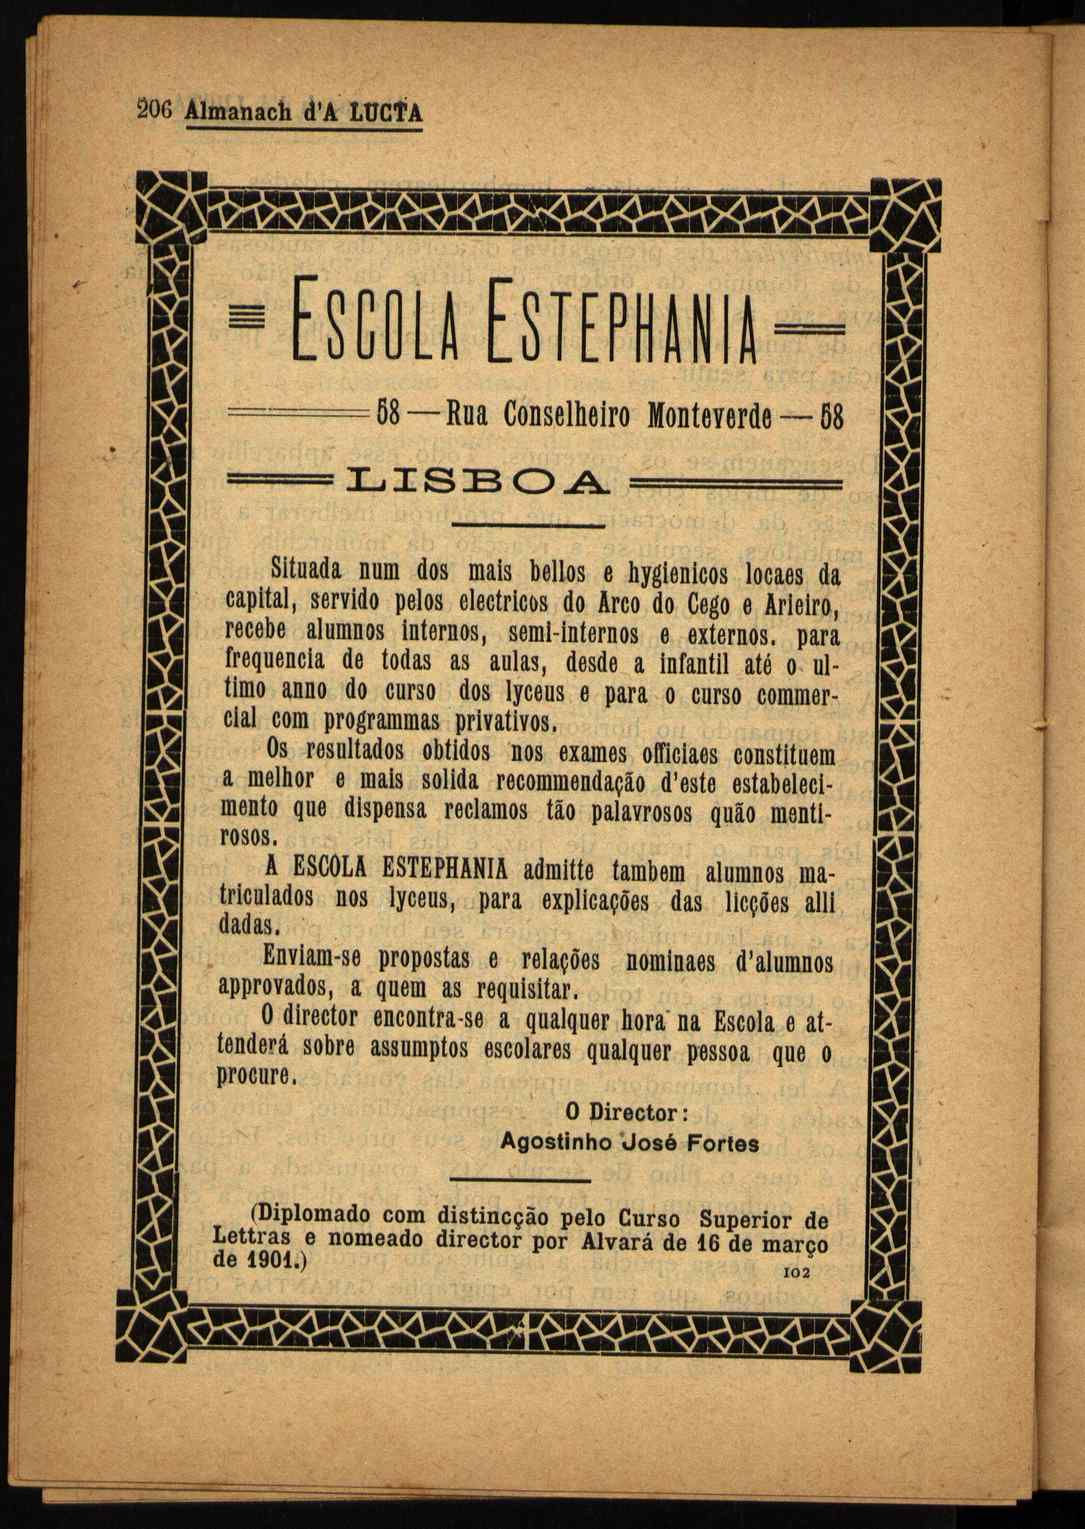 206 Almanach d'A LUCTA
ESCOLA ESTEPHANIA
58 — Rua Conselheiro Monteverde — 58
LISBOA
Situada num dos mais bellos e hygienicos locaes da
capital, servido pelos electricos do Arco do Cego e Arieiro,
recebe alumnos internos, semi-internos e externos. para
frequencia de todas as aulas, desde a infantil até o ul-
timo anno do curso dos lyceus e para o curso commer-
cial com programmas privativos.
Os resultados obtidos nos exames officiaes constituem
a melhor e mais solida recommendação d'este estabeleci-
mento que dispensa reclamos tão palavrosos quão menti-
rosos.
A ESCOLA ESTEPHANIA admitte tambem alumnos ma-
triculados nos lyceus, para explicações das licções alli
dadas.
Enviam-se propostas e relações nominaes d'alumnos
approvados, a quem as requisitar.
O director encontra-se a qualquer hora na Escola e at-
tenderá sobre assumptos escolares qualquer pessoa que o
procure.
O Director:
Agostinho José Fortes
(Diplomado com distincção pelo Curso Superior de
Lettras e nomeado director por Alvará de 16 de março
de 1901.)
102